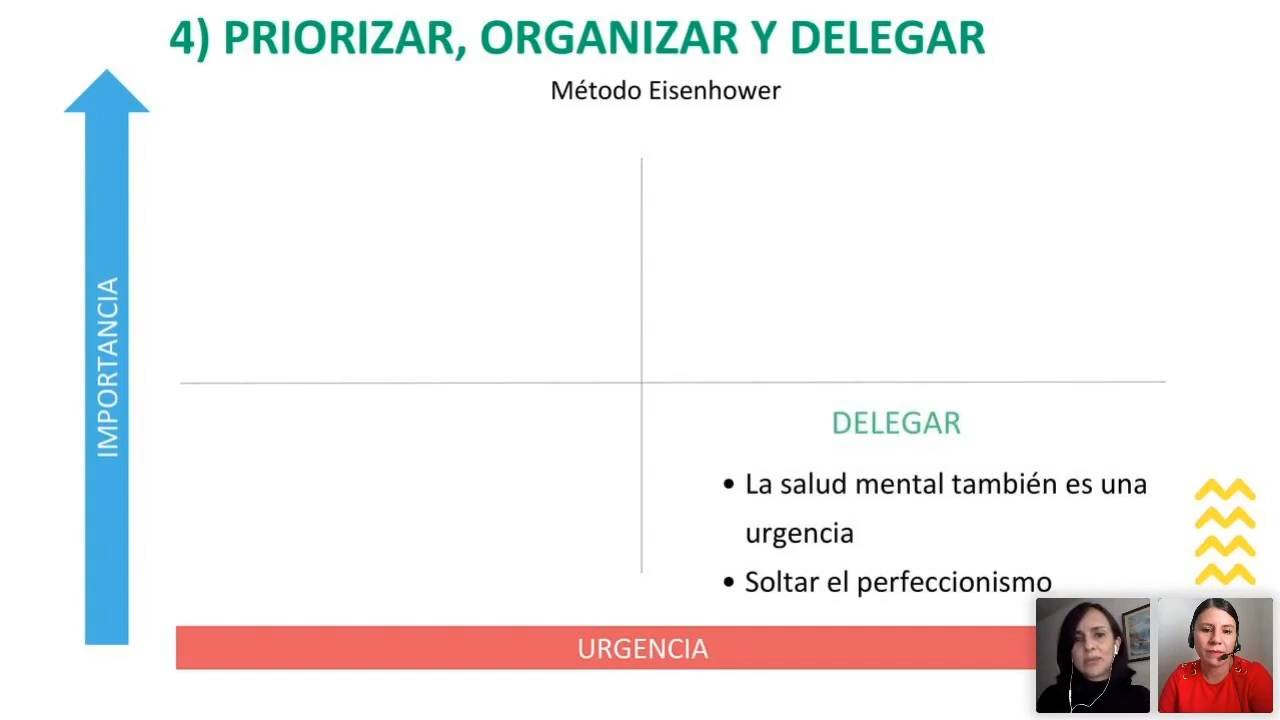 4) PRIORIZAR, ORGANIZAR Y DELEGAR
Método Eisenhower
IMPORTANCIA
DELEGAR
• La salud mental también es una
urgencia
• Soltar el perfeccionismo
URGENCIA